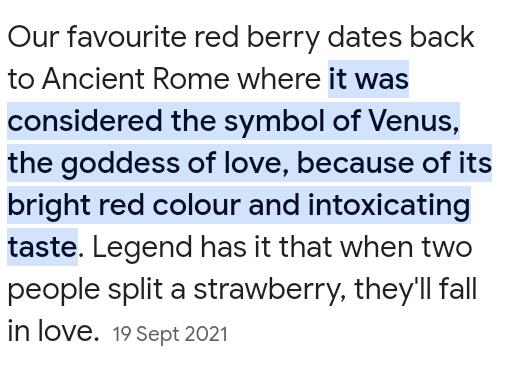 Our favourite red berry dates back
to Ancient Rome where it was
considered the symbol of Venus,
the goddess of love, because of its
bright red colour and intoxicating
taste. Legend has it that when two
people split a strawberry, they'll fall
in love. 19 Sept 2021